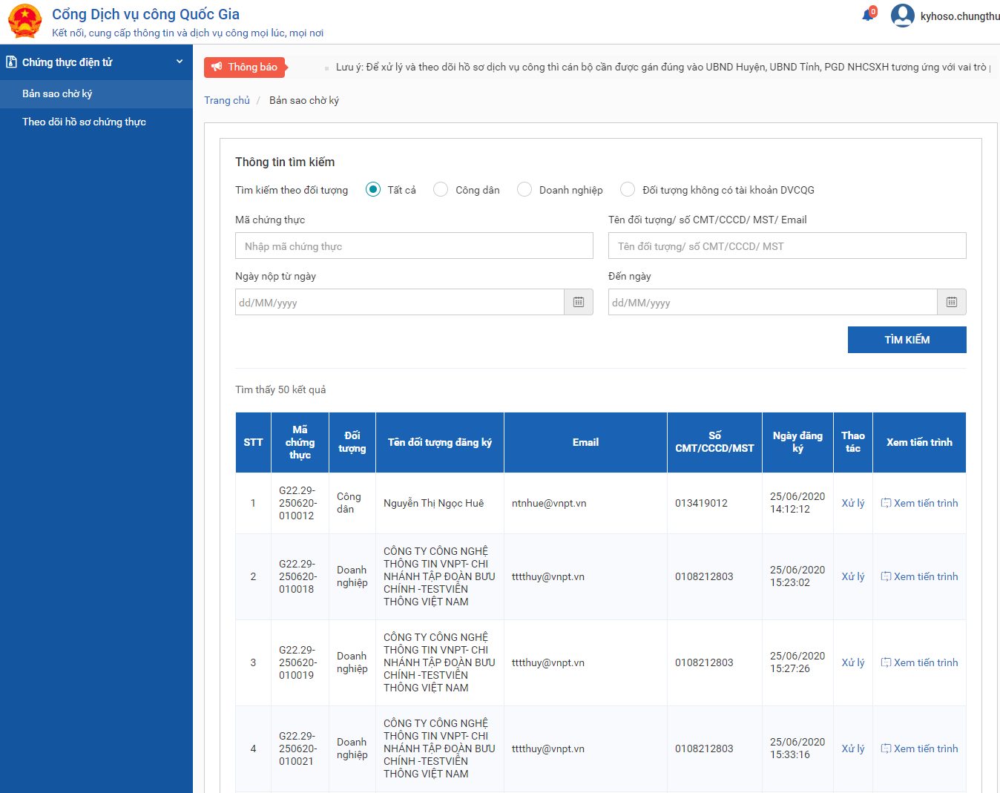 Cổng Dịch vụ công Quốc Gia
Kết nối, cung cấp thông tin và dịch vụ công mọi lúc, mọi nơi
0
kyhoso.chungthu
Chứng thực điện tử
Bản sao chờ ký
Theo dõi hồ sơ chứng thực
Thông báo
Lưu ý: Để xử lý và theo dõi hồ sơ dịch vụ công thì cán bộ cần được gán đúng vào UBND Huyện, UBND Tỉnh, PGD NHCSXH tương ứng với vai trò
Trang chủ / Bản sao chờ ký
Thông tin tìm kiếm
Tìm kiếm theo đối tượng Tất cả Công dân Doanh nghiệp Đối tượng không có tài khoản DVCQG
Mã chứng thực
Tên đối tượng/ số CMT/CCCD/ MST/ Email
Nhập mã chứng thực
Tên đối tượng/ số CMT/CCCD/ MST
Ngày nộp từ ngày
Đến ngày
dd/MM/yyyy
dd/MM/yyyy
TÌM KIẾM
Tìm thấy 50 kết quả
STT
Mã
chứng
thực
Đối
tượng
Tên đối tượng đăng ký
Email
Số
CMT/CCCD/MST
Ngày đăng
ký
Thao
tác
Xem tiến trình
1
G22.29-
250620-
010012
Công
dân
Nguyễn Thị Ngọc Huê
ntnhue@vnpt.vn
013419012
25/06/2020
14:12:12
Xử lý
Xem tiến trình
2
G22.29-
250620-
010018
Doanh
nghiệp
CÔNG TY CÔNG NGHỆ
THÔNG TIN VNPT- CHI
NHÁNH TẬP ĐOÀN BƯU
CHÍNH -TESTVIỄN
THÔNG VIỆT NAM
tttthuy@vnpt.vn
0108212803
25/06/2020
15:23:02
Xử lý
Xem tiến trình
3
G22.29-
250620-
010019
Doanh
nghiệp
CÔNG TY CÔNG NGHỆ
THÔNG TIN VNPT- CHI
NHÁNH TẬP ĐOÀN BƯU
CHÍNH -TESTVIỄN
THÔNG VIỆT NAM
tttthuy@vnpt.vn
0108212803
25/06/2020
15:27:26
Xử lý
Xem tiến trình
4
G22.29-
250620-
010021
Doanh
nghiệp
CÔNG TY CÔNG NGHỆ
THÔNG TIN VNPT- CHI
NHÁNH TẬP ĐOÀN BƯU
CHÍNH -TESTVIỄN
THÔNG VIỆT NAM
tttthuy@vnpt.vn
0108212803
25/06/2020
15:33:16
Xử lý
Xem tiến trình